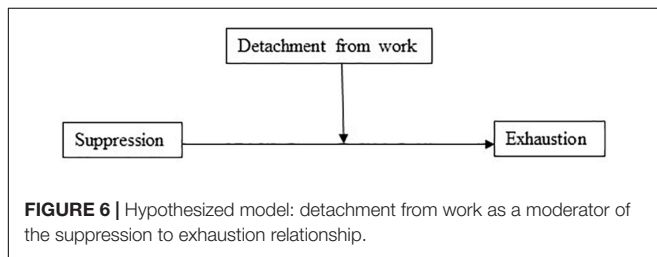 Detachment from work
Suppression
Exhaustion
FIGURE 6 | Hypothesized model: detachment from work as a moderator of
the suppression to exhaustion relationship.